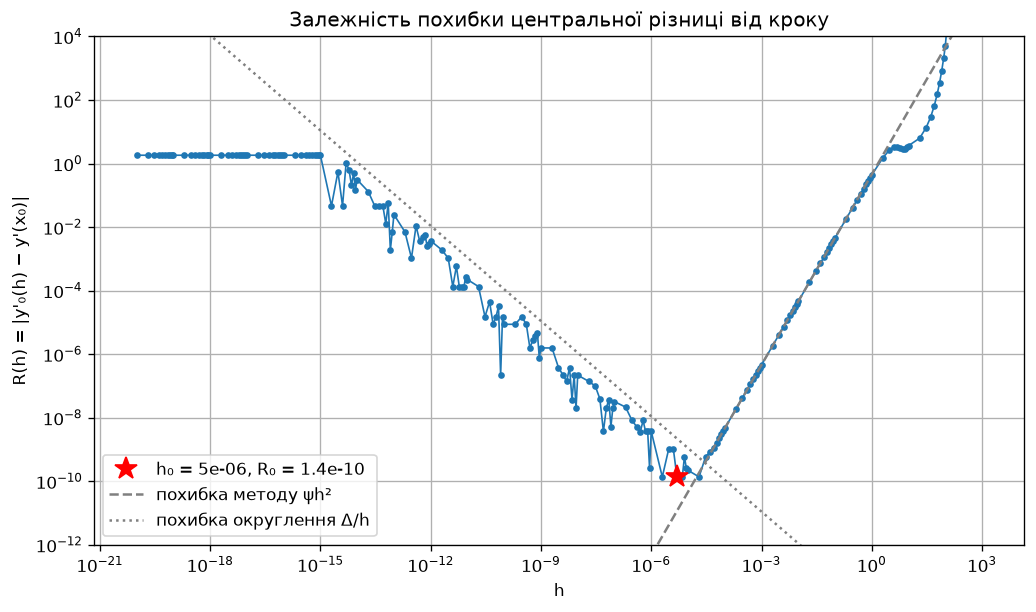 Залежність похибки центральної різниці від кроку
R(h) = |y'₀(h) − y'(x₀)|
10⁴
10²
10⁰
10⁻²
10⁻⁴
10⁻⁶
10⁻⁸
10⁻¹⁰
10⁻¹²
h₀ = 5e-06, R₀ = 1.4e-10
похибка методу ψh²
похибка округлення Δ/h
10⁻²¹ 10⁻¹⁸ 10⁻¹⁵ 10⁻¹² 10⁻⁹ 10⁻⁶ 10⁻³ 10⁰ 10³
h